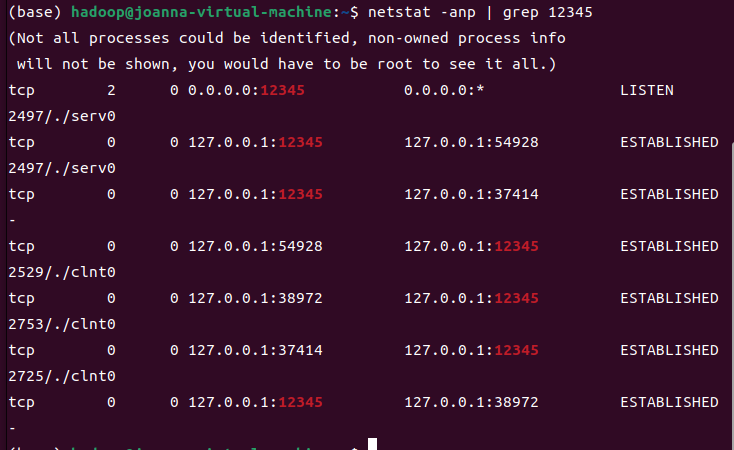 (base) hadoop@joanna-virtual-machine:~$ netstat -anp | grep 12345
(Not all processes could be identified, non-owned process info
 will not be shown, you would have to be root to see it all.)
tcp        2      0 0.0.0.0:12345           0.0.0.0:*               LISTEN
2497/./serv0
tcp        0      0 127.0.0.1:12345         127.0.0.1:54928         ESTABLISHED
2497/./serv0
tcp        0      0 127.0.0.1:12345         127.0.0.1:37414         ESTABLISHED
-
tcp        0      0 127.0.0.1:54928         127.0.0.1:12345         ESTABLISHED
2529/./clnt0
tcp        0      0 127.0.0.1:38972         127.0.0.1:12345         ESTABLISHED
2753/./clnt0
tcp        0      0 127.0.0.1:37414         127.0.0.1:12345         ESTABLISHED
2725/./clnt0
tcp        0      0 127.0.0.1:12345         127.0.0.1:38972         ESTABLISHED
-